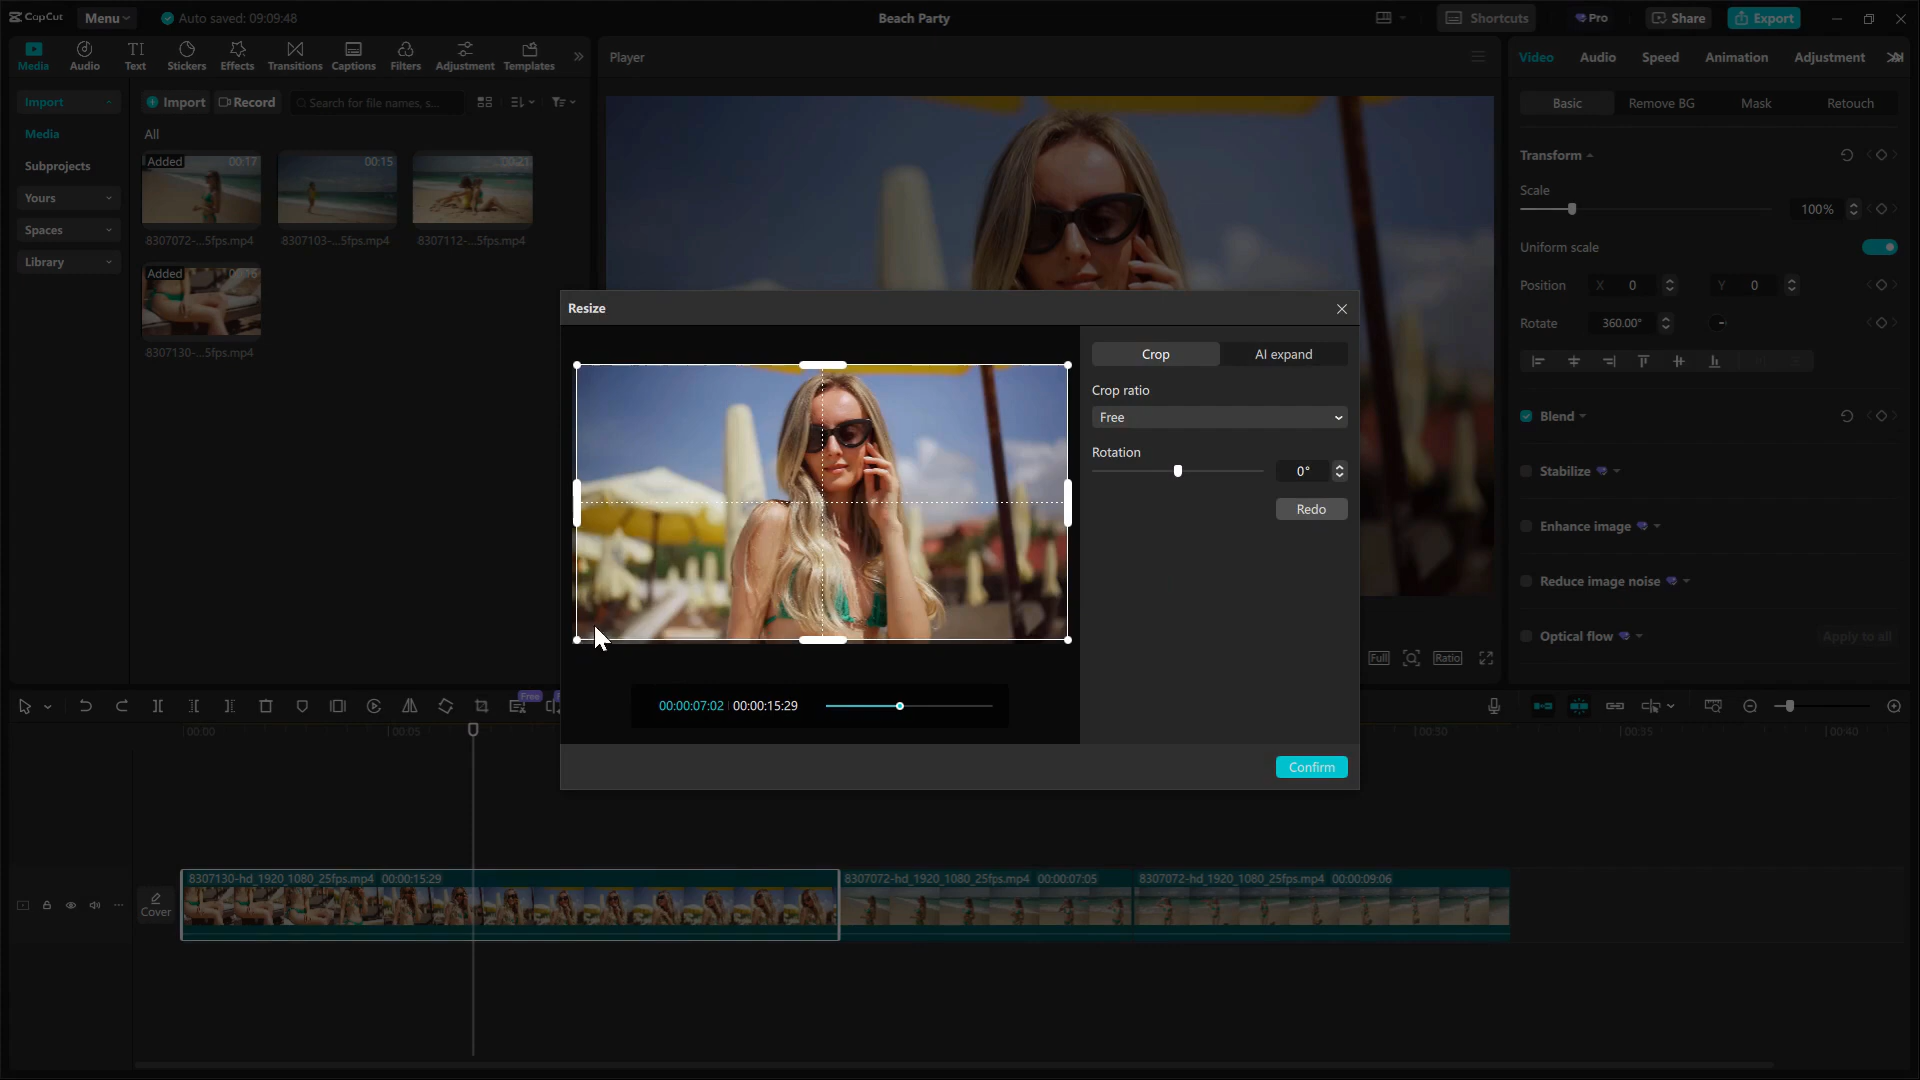 CapCut
Menu
Auto saved: 09:09:48
Beach Party
Shortcuts
Pro
Share
Export
Media
Audio
Text
Stickers
Effects
Transitions
Captions
Filters
Adjustment
Templates
Player
Video
Audio
Speed
Animation
Adjustment
Import
Import
Record
Search for file names, s...
Basic
Remove BG
Mask
Retouch
Media
All
Subprojects
Yours
Spaces
Library
Added
00:17
8307072-...5fps.mp4
00:15
8307103-...5fps.mp4
00:21
8307112-...5fps.mp4
Added
8307130-...5fps.mp4
Transform
Scale
100%
Uniform scale
Position
X
0
Y
0
Rotate
360.00°
Blend
Stabilize
Enhance image
Reduce image noise
Optical flow
Apply to all
Resize
Crop
AI expand
Crop ratio
Free
Rotation
0°
Redo
00:00:07:02
00:00:15:29
Confirm
Full
Ratio
Free
00:00
00:05
00:30
00:35
00:40
Cover
8307130-hd_1920_1080_25fps.mp4 00:00:15:29
8307072-hd_1920_1080_25fps.mp4 00:00:07:05
8307072-hd_1920_1080_25fps.mp4 00:00:09:06